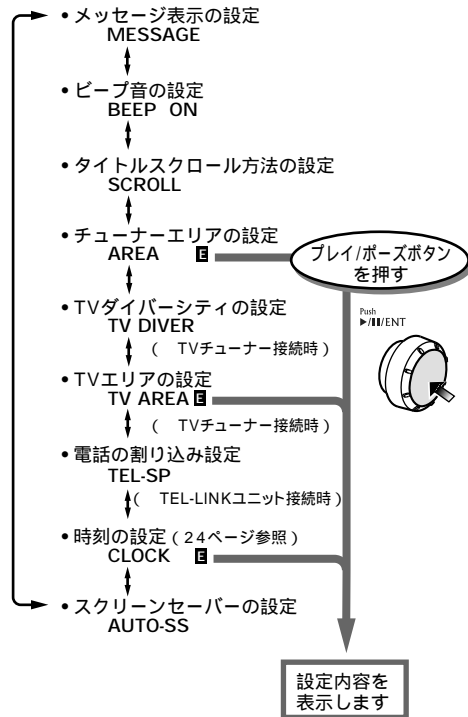 •メッセージ表示の設定
MESSAGE
•ビープ音の設定
BEEP ON
•タイトルスクロール方法の設定
SCROLL
•チューナーエリアの設定
AREA E
プレイ/ポーズボタン
を押す
Push
▶/❙❙/ENT
•TVダイバーシティの設定
TV DIVER
( TVチューナー接続時)
•TVエリアの設定
TV AREA E
( TVチューナー接続時)
•電話の割り込み設定
TEL-SP
( TEL-LINKユニット接続時)
•時刻の設定(24ページ参照)
CLOCK E
•スクリーンセーバーの設定
AUTO-SS
設定内容を
表示します